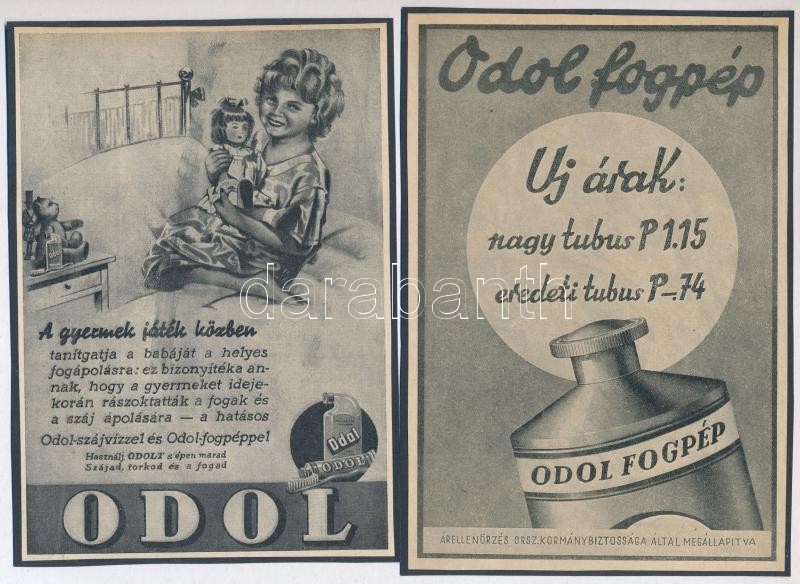 A gyermek játék közben
tanítgatja a babáját a helyes
fogápolásra: ez bizonyítéka an-
nak, hogy a gyermeket ideje-
korán rászoktatták a fogak és
a száj ápolására — a hatásos
Odol-szájvizzel és Odol-fogpéppel
Használj ODOLT s épen marad
Szájad, torkod és a fogad
Odol
ODOL
ODOL
Odol fogpép
Uj árak:
nagy tubus P 1.15
eredeti tubus P-.74
ODOL FOGPÉP
ÁRELLENŐRZÉS ORSZ. KORMÁNYBIZTOSSÁGA ÁLTAL MEGÁLLAPITVA
darabanth